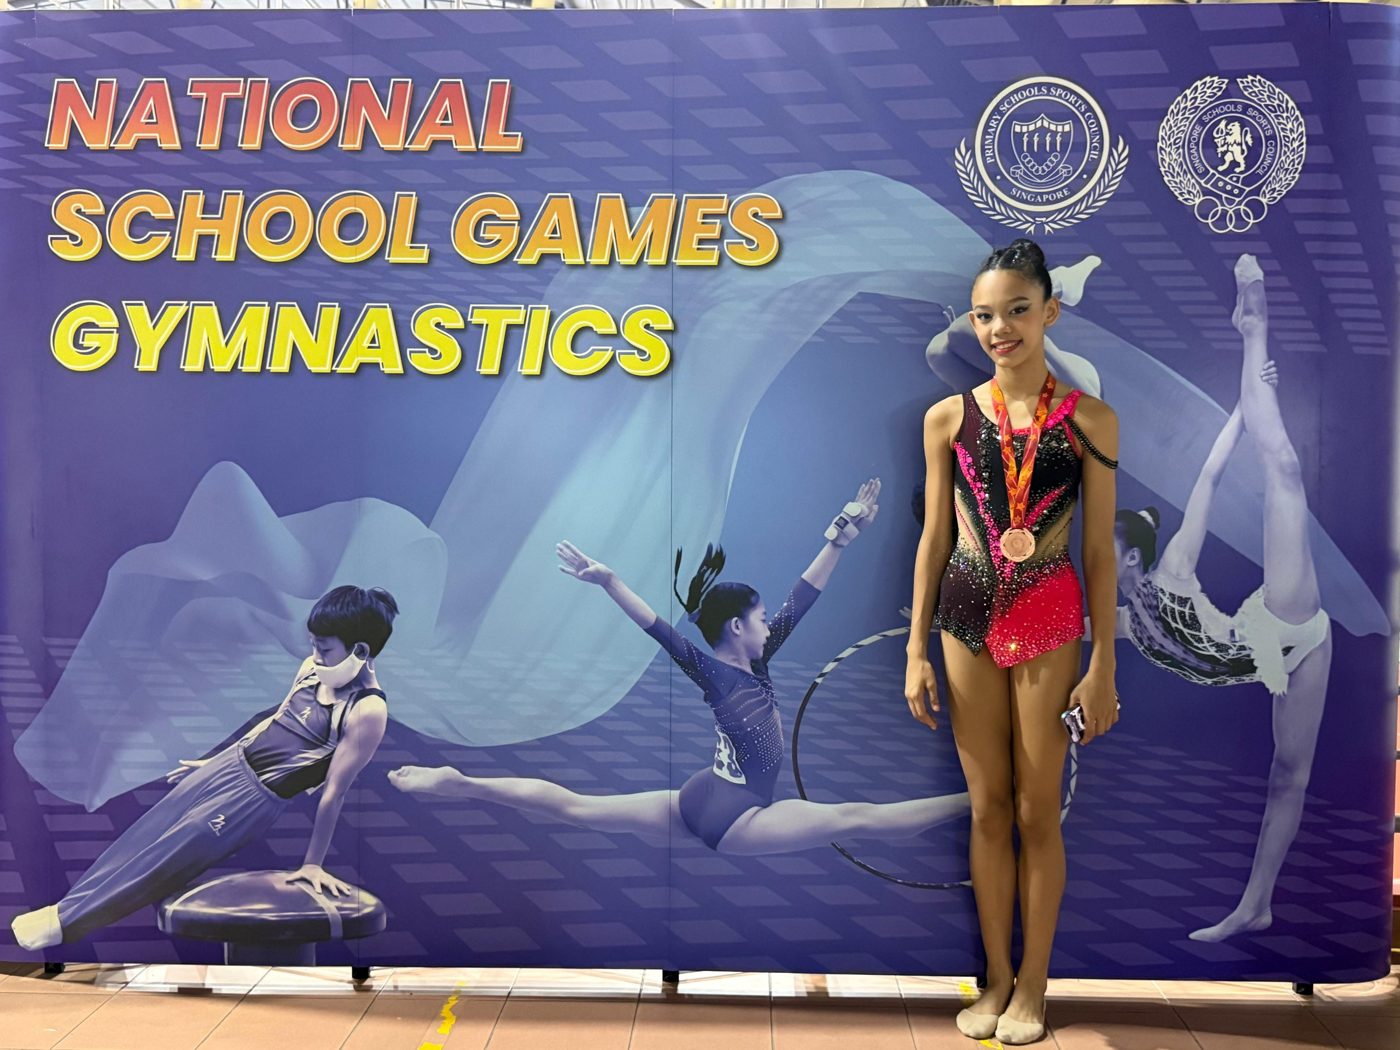 NATIONAL
SCHOOL GAMES
GYMNASTICS
PRIMARY SCHOOLS SPORTS COUNCIL
SINGAPORE
SINGAPORE SCHOOLS SPORTS COUNCIL